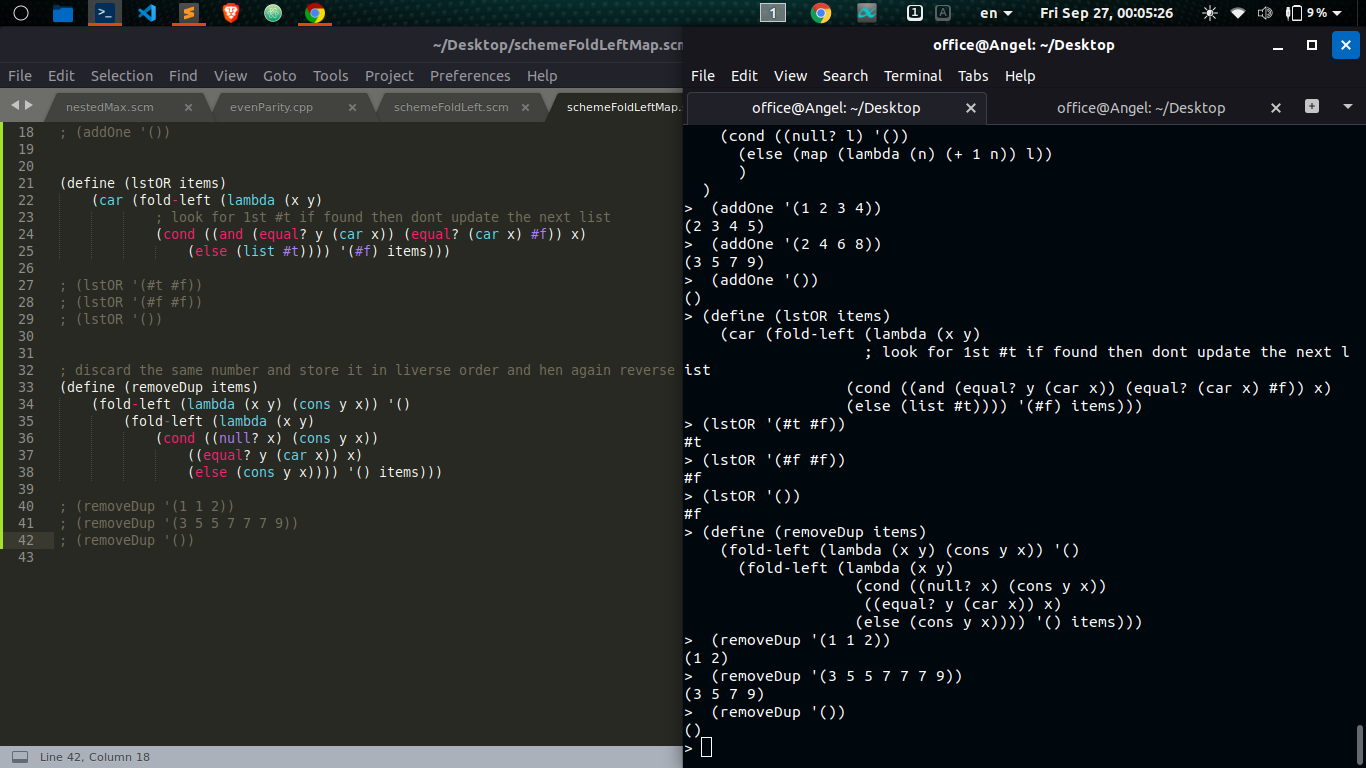 1
1 A en Fri Sep 27, 00:05:26 9%
~/Desktop/schemeFoldLeftMap.scm
File Edit Selection Find View Goto Tools Project Preferences Help
nestedMax.scm × evenParity.cpp × schemeFoldLeft.scm × schemeFoldLeftMap.
18 ; (addOne '())
19
20
21 (define (lstOR items)
22 (car (fold-left (lambda (x y)
23 ; look for 1st #t if found then dont update the next list
24 (cond ((and (equal? y (car x)) (equal? (car x) #f)) x)
25 (else (list #t)))) '(#f) items)))
26
27 ; (lstOR '(#t #f))
28 ; (lstOR '(#f #f))
29 ; (lstOR '())
30
31
32 ; discard the same number and store it in liverse order and hen again reverse
33 (define (removeDup items)
34 (fold-left (lambda (x y) (cons y x)) '()
35 (fold-left (lambda (x y)
36 (cond ((null? x) (cons y x))
37 ((equal? y (car x)) x)
38 (else (cons y x)))) '() items)))
39
40 ; (removeDup '(1 1 2))
41 ; (removeDup '(3 5 5 7 7 7 9))
42 ; (removeDup '())
43
Line 42, Column 18
office@Angel: ~/Desktop
File Edit View Search Terminal Tabs Help
office@Angel: ~/Desktop × office@Angel: ~/Desktop ×
(cond ((null? l) '())
(else (map (lambda (n) (+ 1 n)) l))
)
)
> (addOne '(1 2 3 4))
(2 3 4 5)
> (addOne '(2 4 6 8))
(3 5 7 9)
> (addOne '())
()
> (define (lstOR items)
(car (fold-left (lambda (x y)
; look for 1st #t if found then dont update the next l
ist
(cond ((and (equal? y (car x)) (equal? (car x) #f)) x)
(else (list #t)))) '(#f) items)))
> (lstOR '(#t #f))
#t
> (lstOR '(#f #f))
#f
> (lstOR '())
#f
> (define (removeDup items)
(fold-left (lambda (x y) (cons y x)) '()
(fold-left (lambda (x y)
(cond ((null? x) (cons y x))
((equal? y (car x)) x)
(else (cons y x)))) '() items)))
> (removeDup '(1 1 2))
(1 2)
> (removeDup '(3 5 5 7 7 7 9))
(3 5 7 9)
> (removeDup '())
()
>